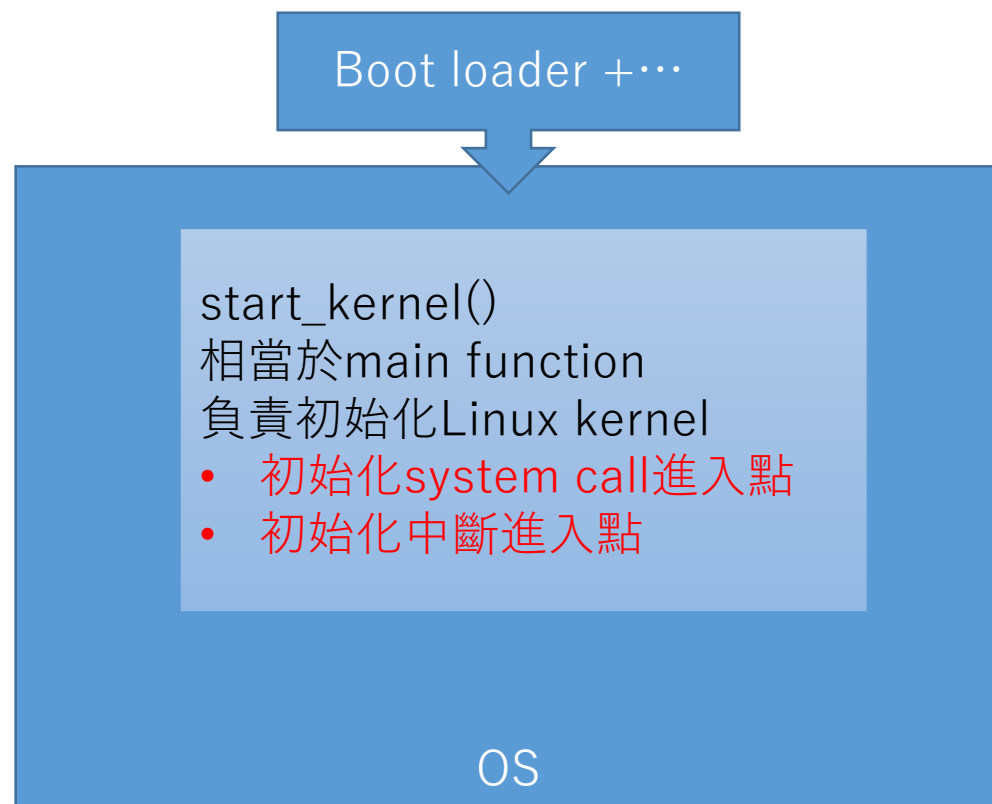 Boot loader +⋯
start_kernel()
相當於main function
負責初始化Linux kernel
• 初始化system call進入點
• 初始化中斷進入點
OS